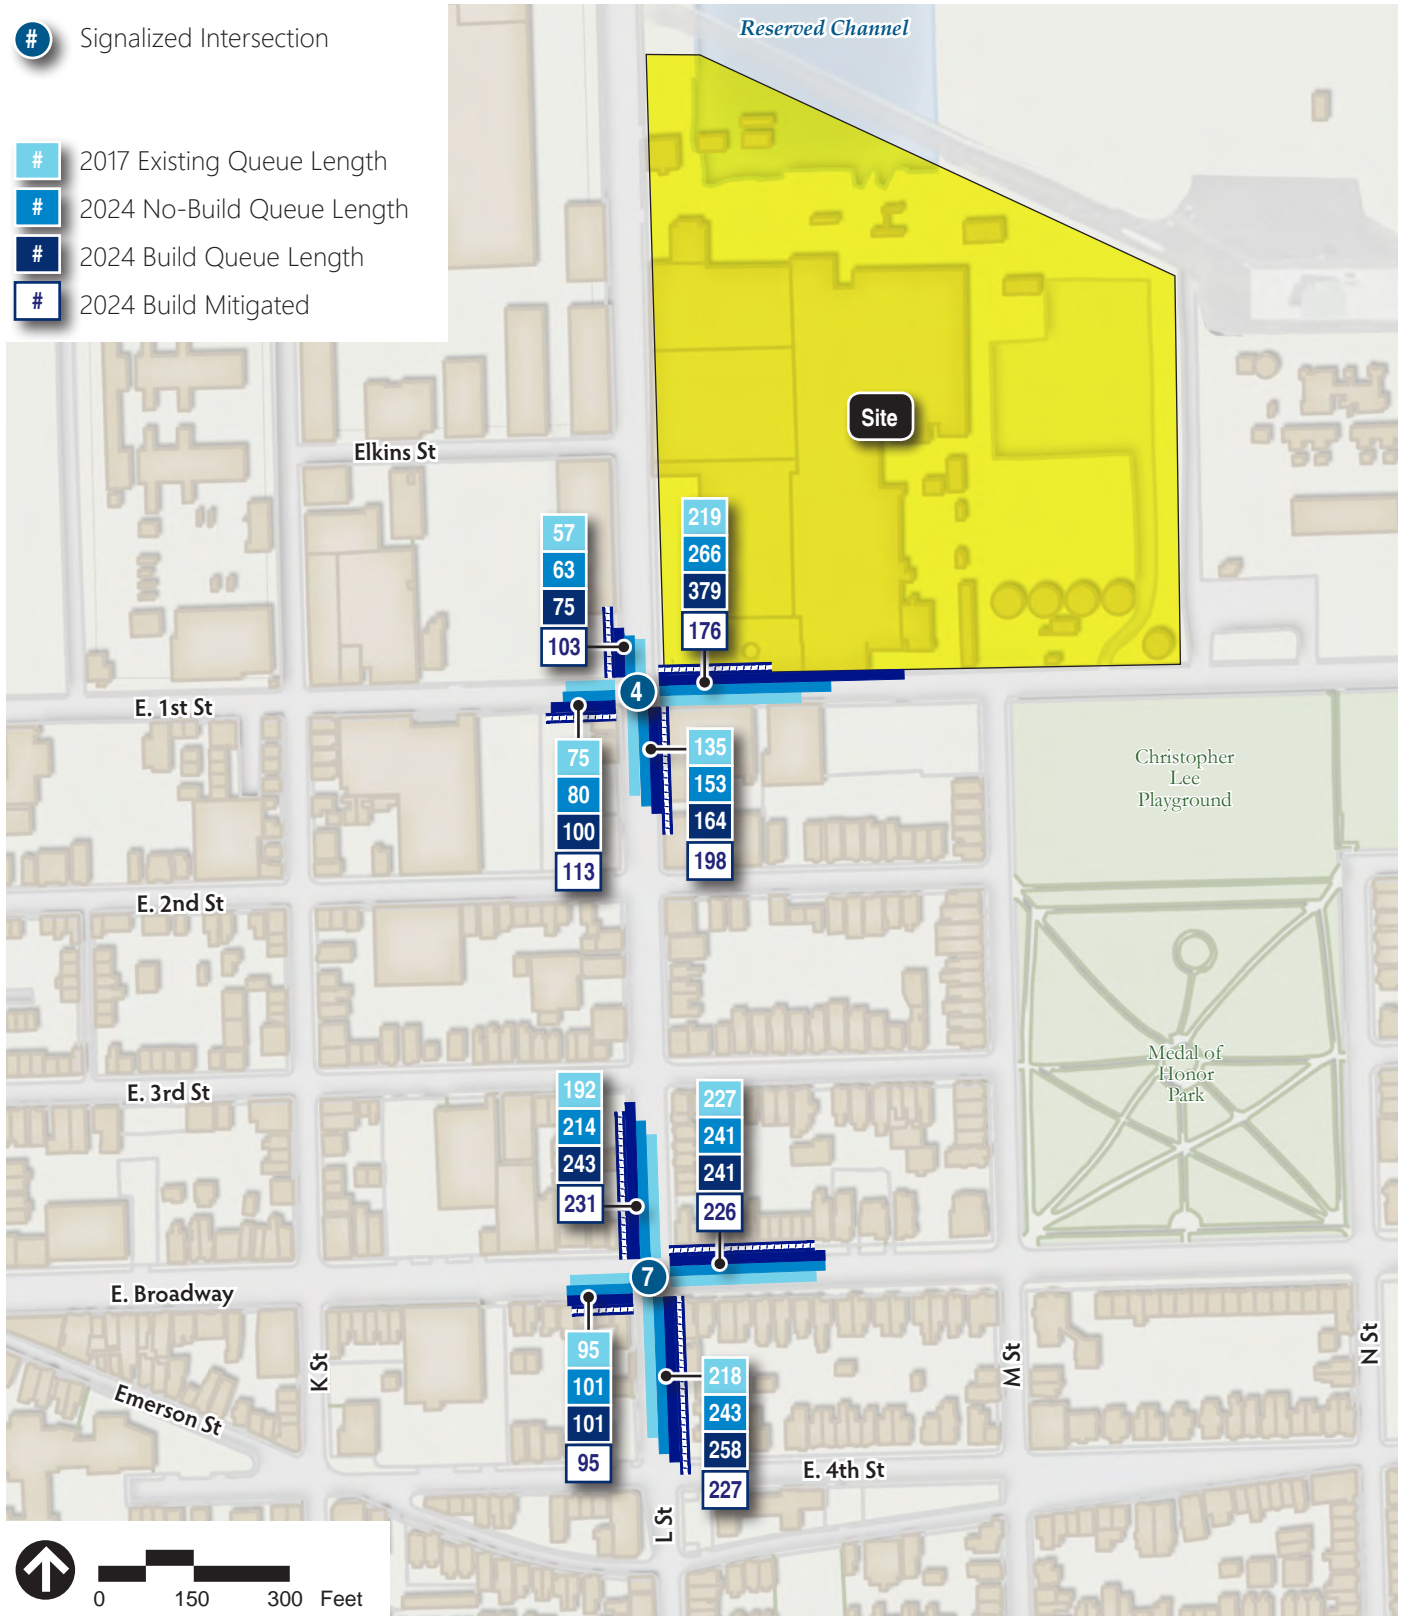 # Signalized Intersection
# 2017 Existing Queue Length
# 2024 No-Build Queue Length
# 2024 Build Queue Length
# 2024 Build Mitigated
Reserved Channel
Site
Elkins St
57
63
75
103
219
266
379
176
4
E. 1st St
75
80
100
113
135
153
164
198
Christopher
Lee
Playground
E. 2nd St
Medal of
Honor
Park
E. 3rd St
192
214
243
231
227
241
241
226
7
E. Broadway
95
101
101
95
218
243
258
227
K St
Emerson St
L St
M St
N St
E. 4th St
0 150 300 Feet